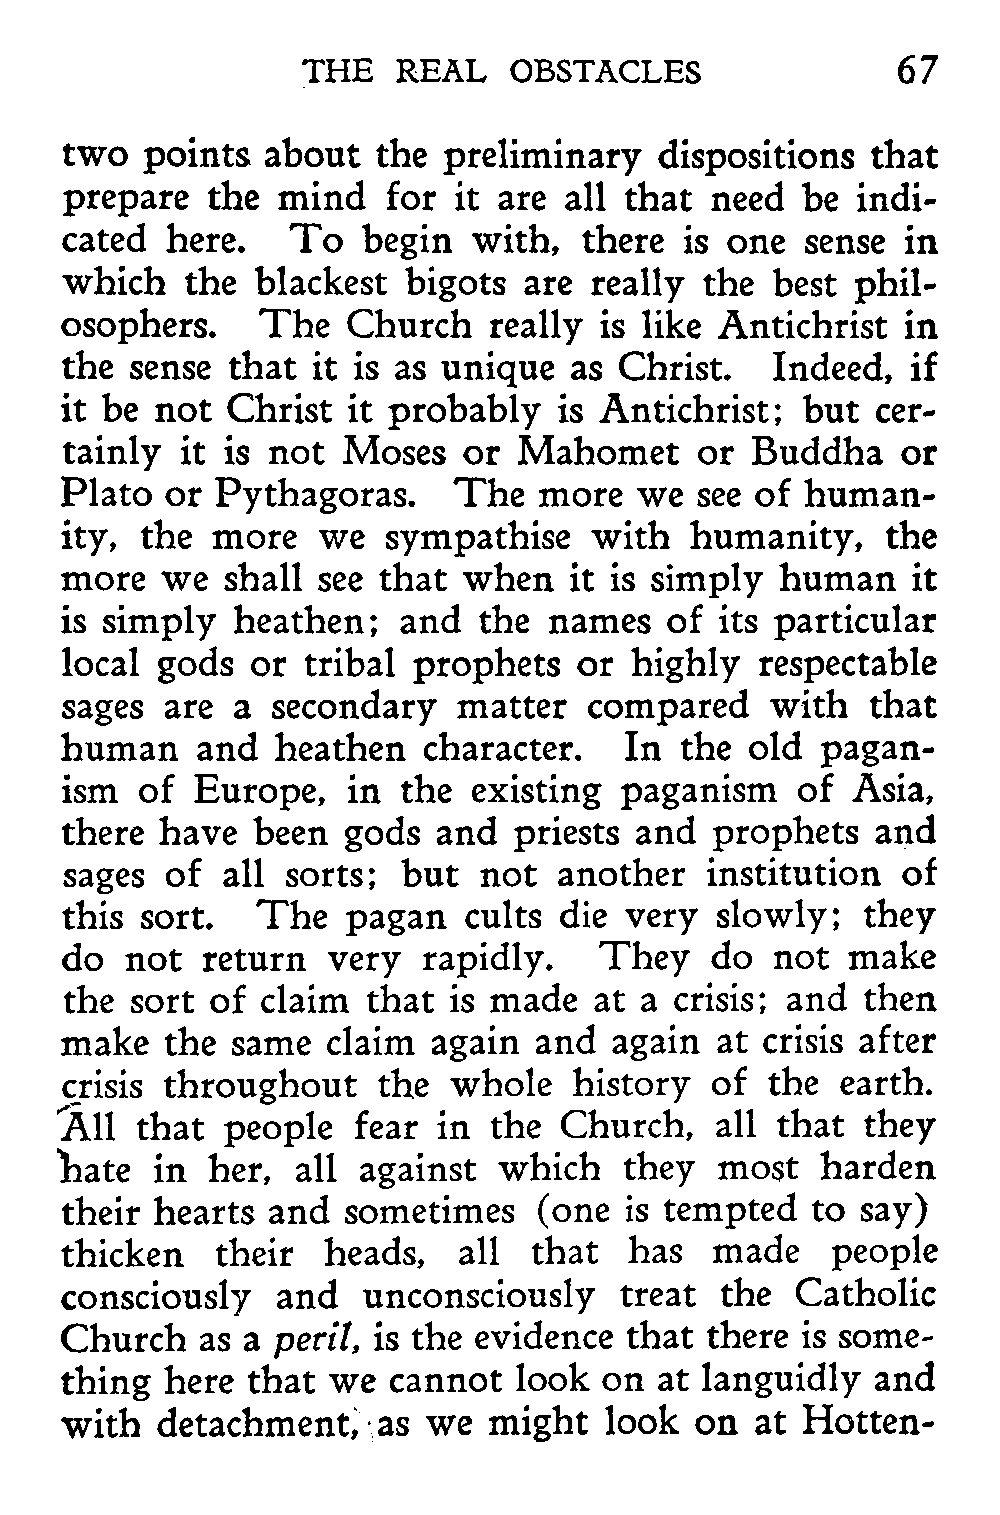 THE REAL OBSTACLES 67
two points about the preliminary dispositions that
prepare the mind for it are all that need be indi-
cated here. To begin with, there is one sense in
which the blackest bigots are really the best phil-
osophers. The Church really is like Antichrist in
the sense that it is as unique as Christ. Indeed, if
it be not Christ it probably is Antichrist; but cer-
tainly it is not Moses or Mahomet or Buddha or
Plato or Pythagoras. The more we see of human-
ity, the more we sympathise with humanity, the
more we shall see that when it is simply human it
is simply heathen; and the names of its particular
local gods or tribal prophets or highly respectable
sages are a secondary matter compared with that
human and heathen character. In the old pagan-
ism of Europe, in the existing paganism of Asia,
there have been gods and priests and prophets and
sages of all sorts; but not another institution of
this sort. The pagan cults die very slowly; they
do not return very rapidly. They do not make
the sort of claim that is made at a crisis; and then
make the same claim again and again at crisis after
crisis throughout the whole history of the earth.
All that people fear in the Church, all that they
hate in her, all against which they most harden
their hearts and sometimes (one is tempted to say)
thicken their heads, all that has made people
consciously and unconsciously treat the Catholic
Church as a peril, is the evidence that there is some-
thing here that we cannot look on at languidly and
with detachment, as we might look on at Hotten-